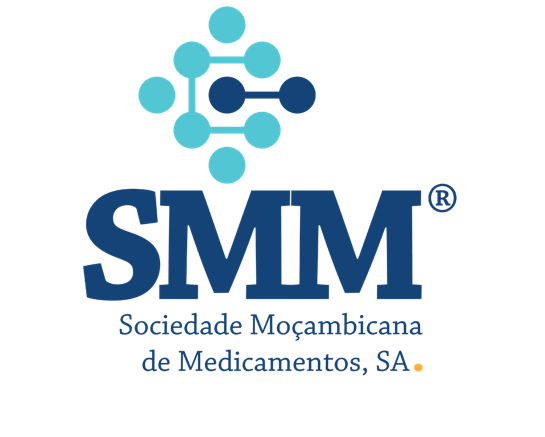 SMM®
Sociedade Moçambicana
de Medicamentos, SA.